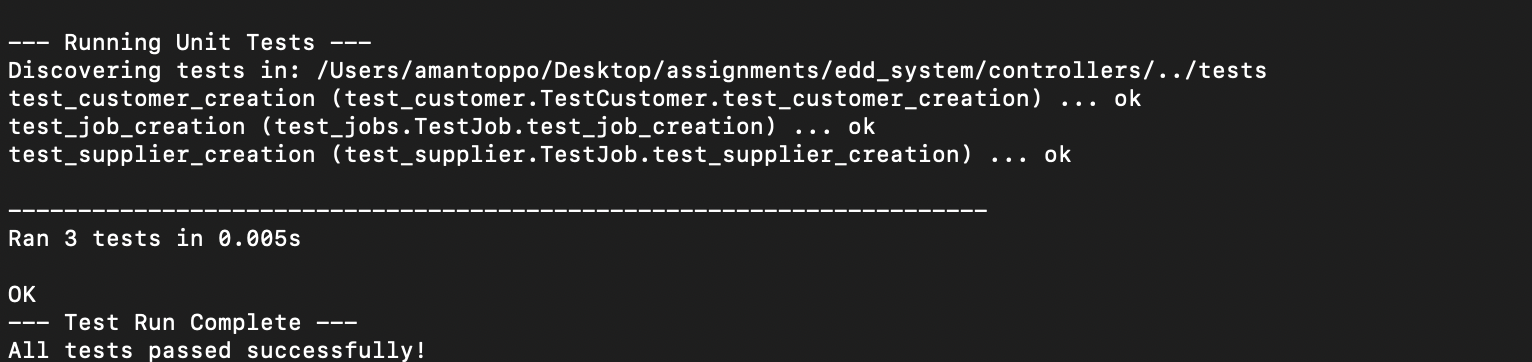 --- Running Unit Tests ---
Discovering tests in: /Users/amantoppo/Desktop/assignments/edd_system/controllers/../tests
test_customer_creation (test_customer.TestCustomer.test_customer_creation) ... ok
test_job_creation (test_jobs.TestJob.test_job_creation) ... ok
test_supplier_creation (test_supplier.TestJob.test_supplier_creation) ... ok
----------------------------------------------------------------------
Ran 3 tests in 0.005s
OK
--- Test Run Complete ---
All tests passed successfully!